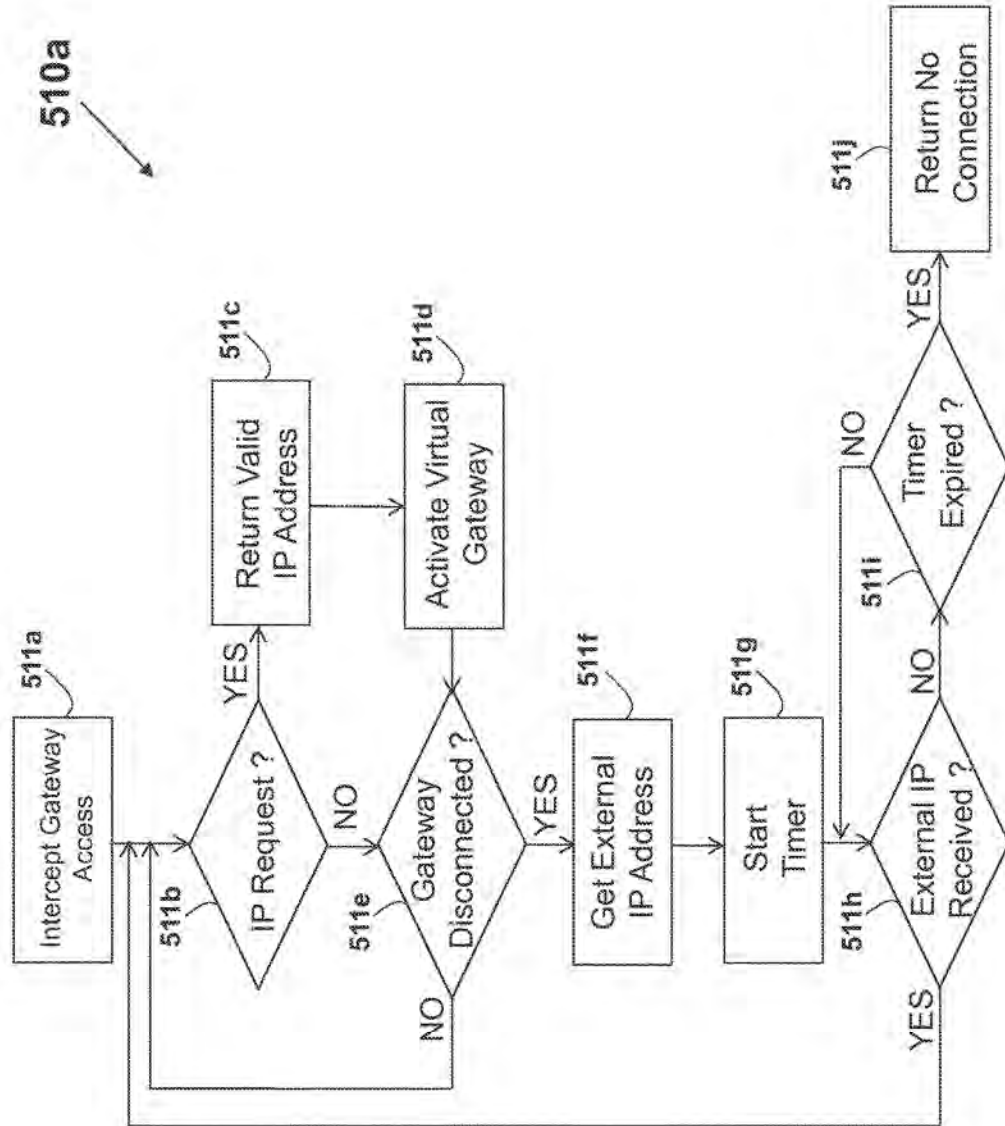 510a
511a
Intercept Gateway
Access
511b
IP Request ?
YES
511c
Return Valid
IP Address
NO
511d
Activate Virtual
Gateway
511e
Gateway
Disconnected ?
NO
YES
511f
Get External
IP Address
511g
Start
Timer
511h
External IP
Received ?
YES
NO
511i
Timer
Expired ?
NO
YES
511j
Return No
Connection